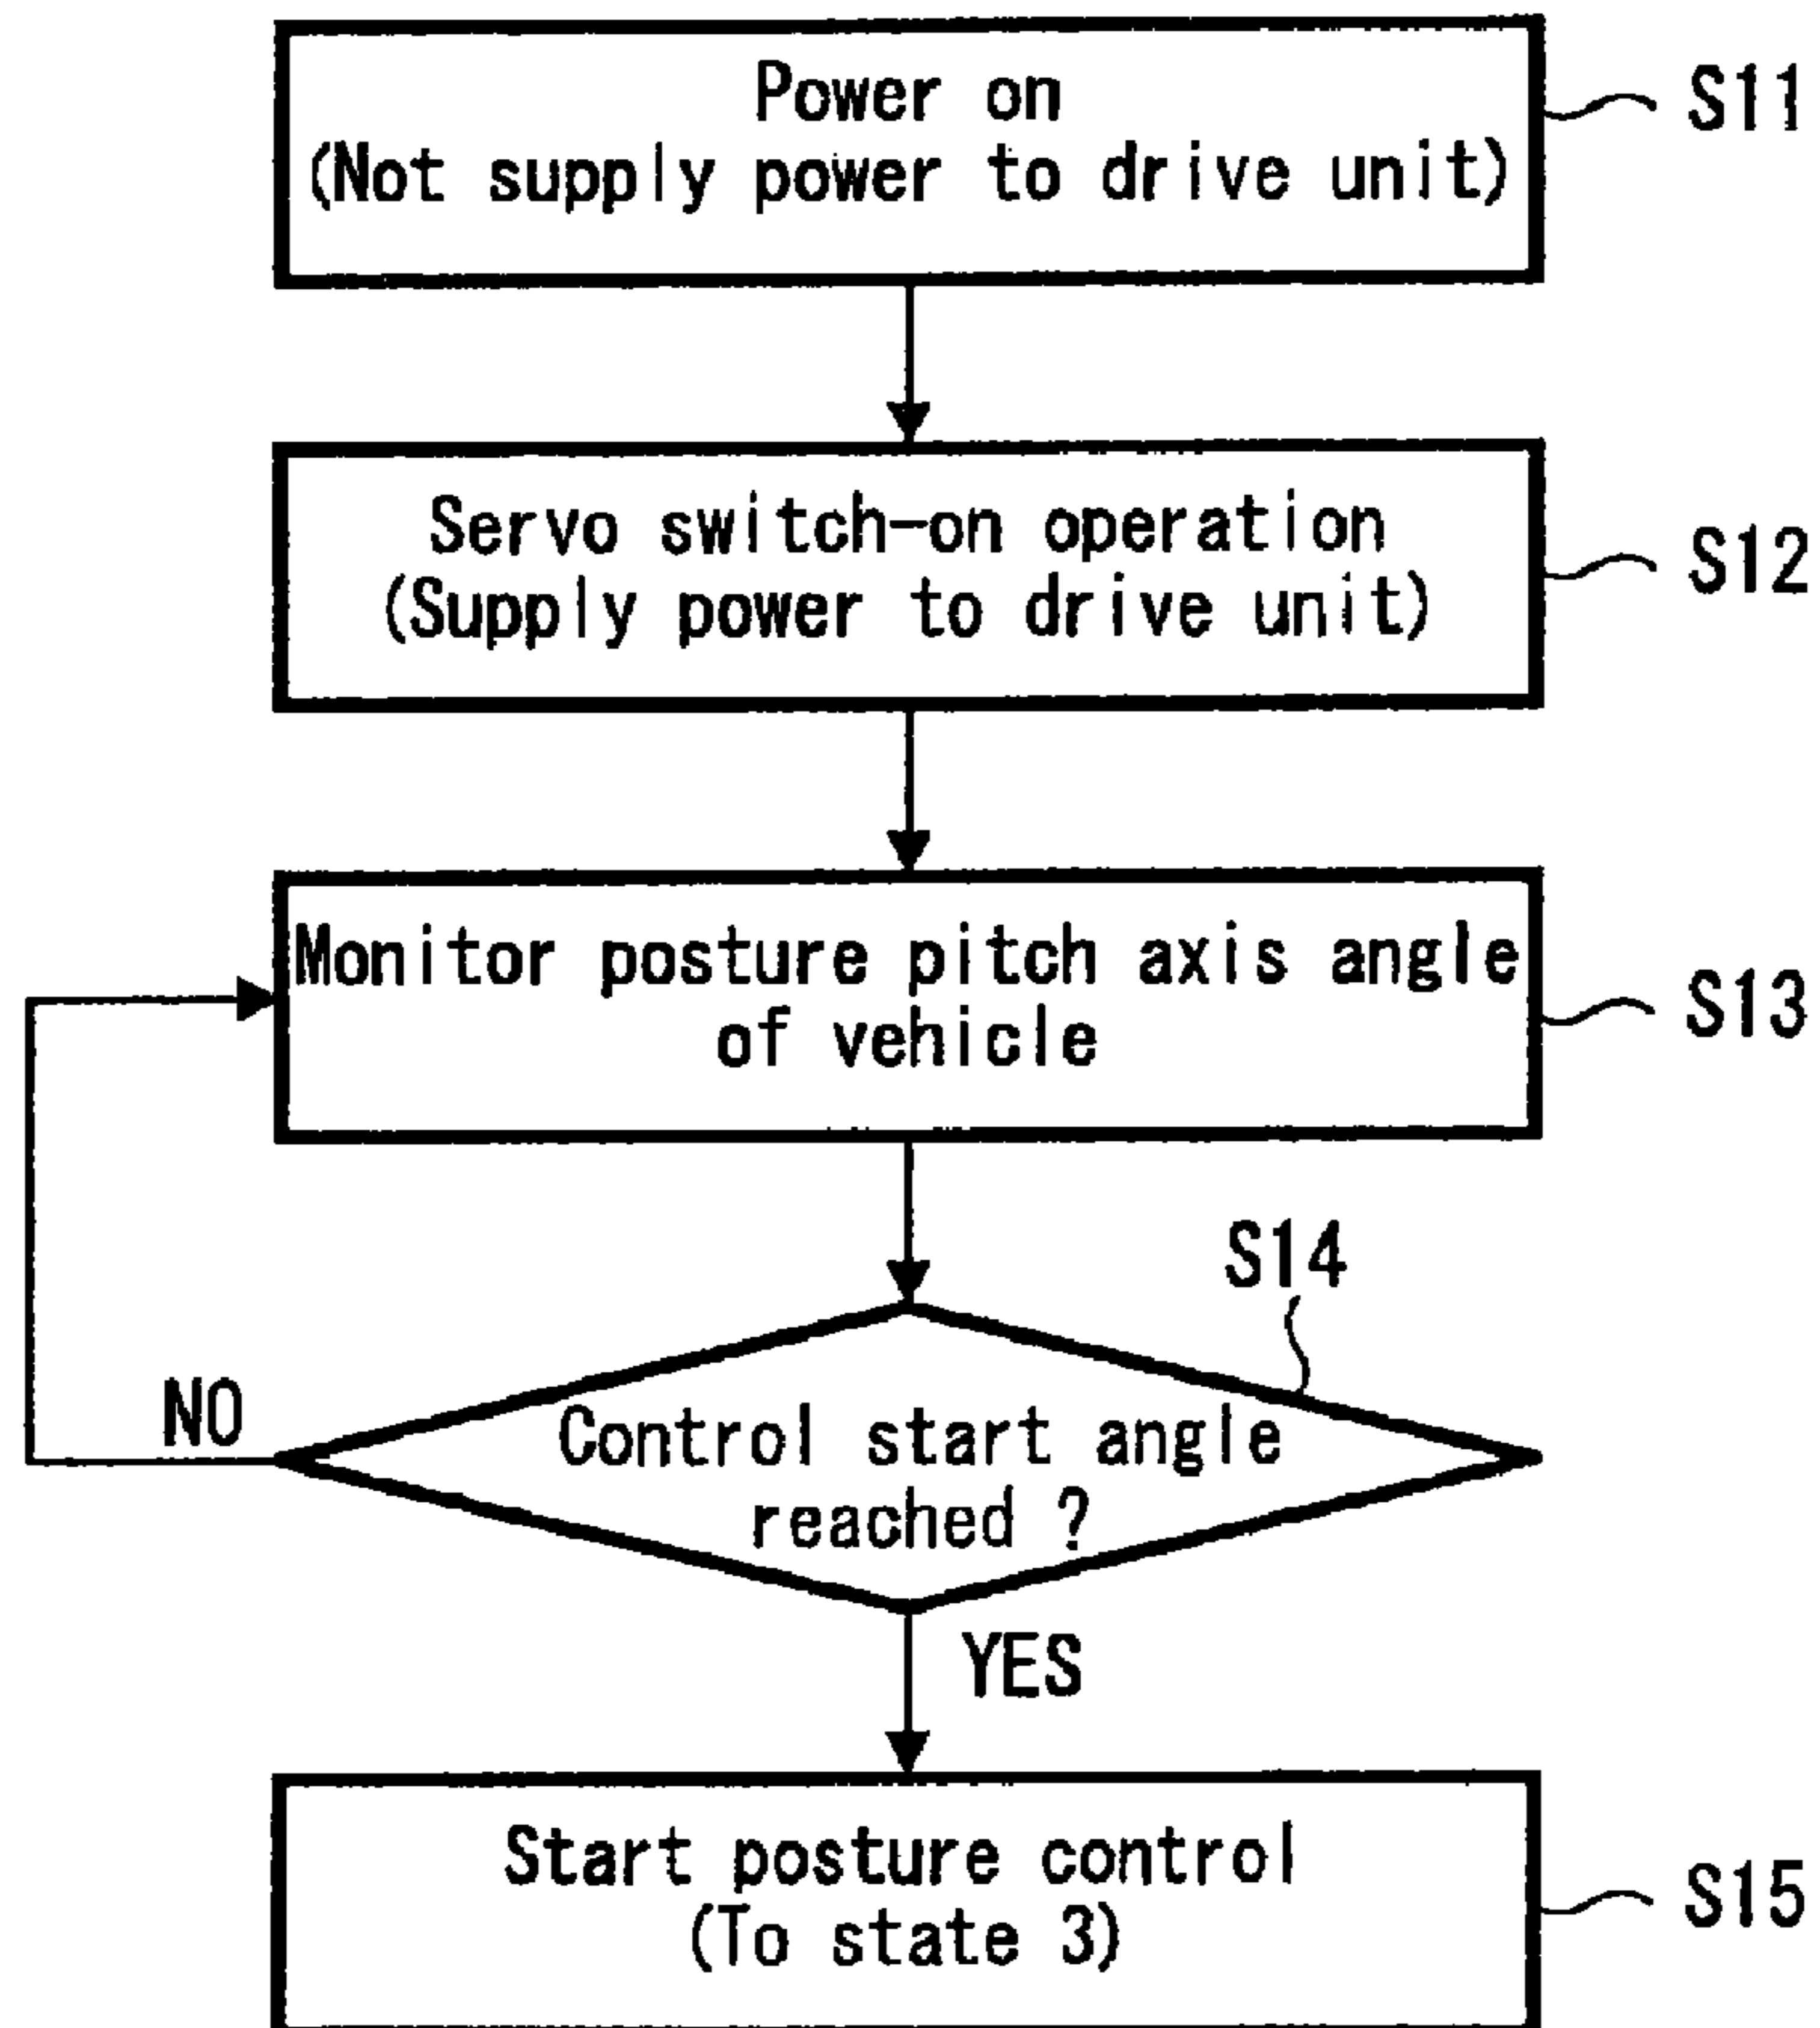 Power on
(Not supply power to drive unit)
S11
Servo switch-on operation
(Supply power to drive unit)
S12
Monitor posture pitch axis angle
of vehicle
S13
S14
NO
Control start angle
reached ?
YES
Start posture control
(To state 3)
S15